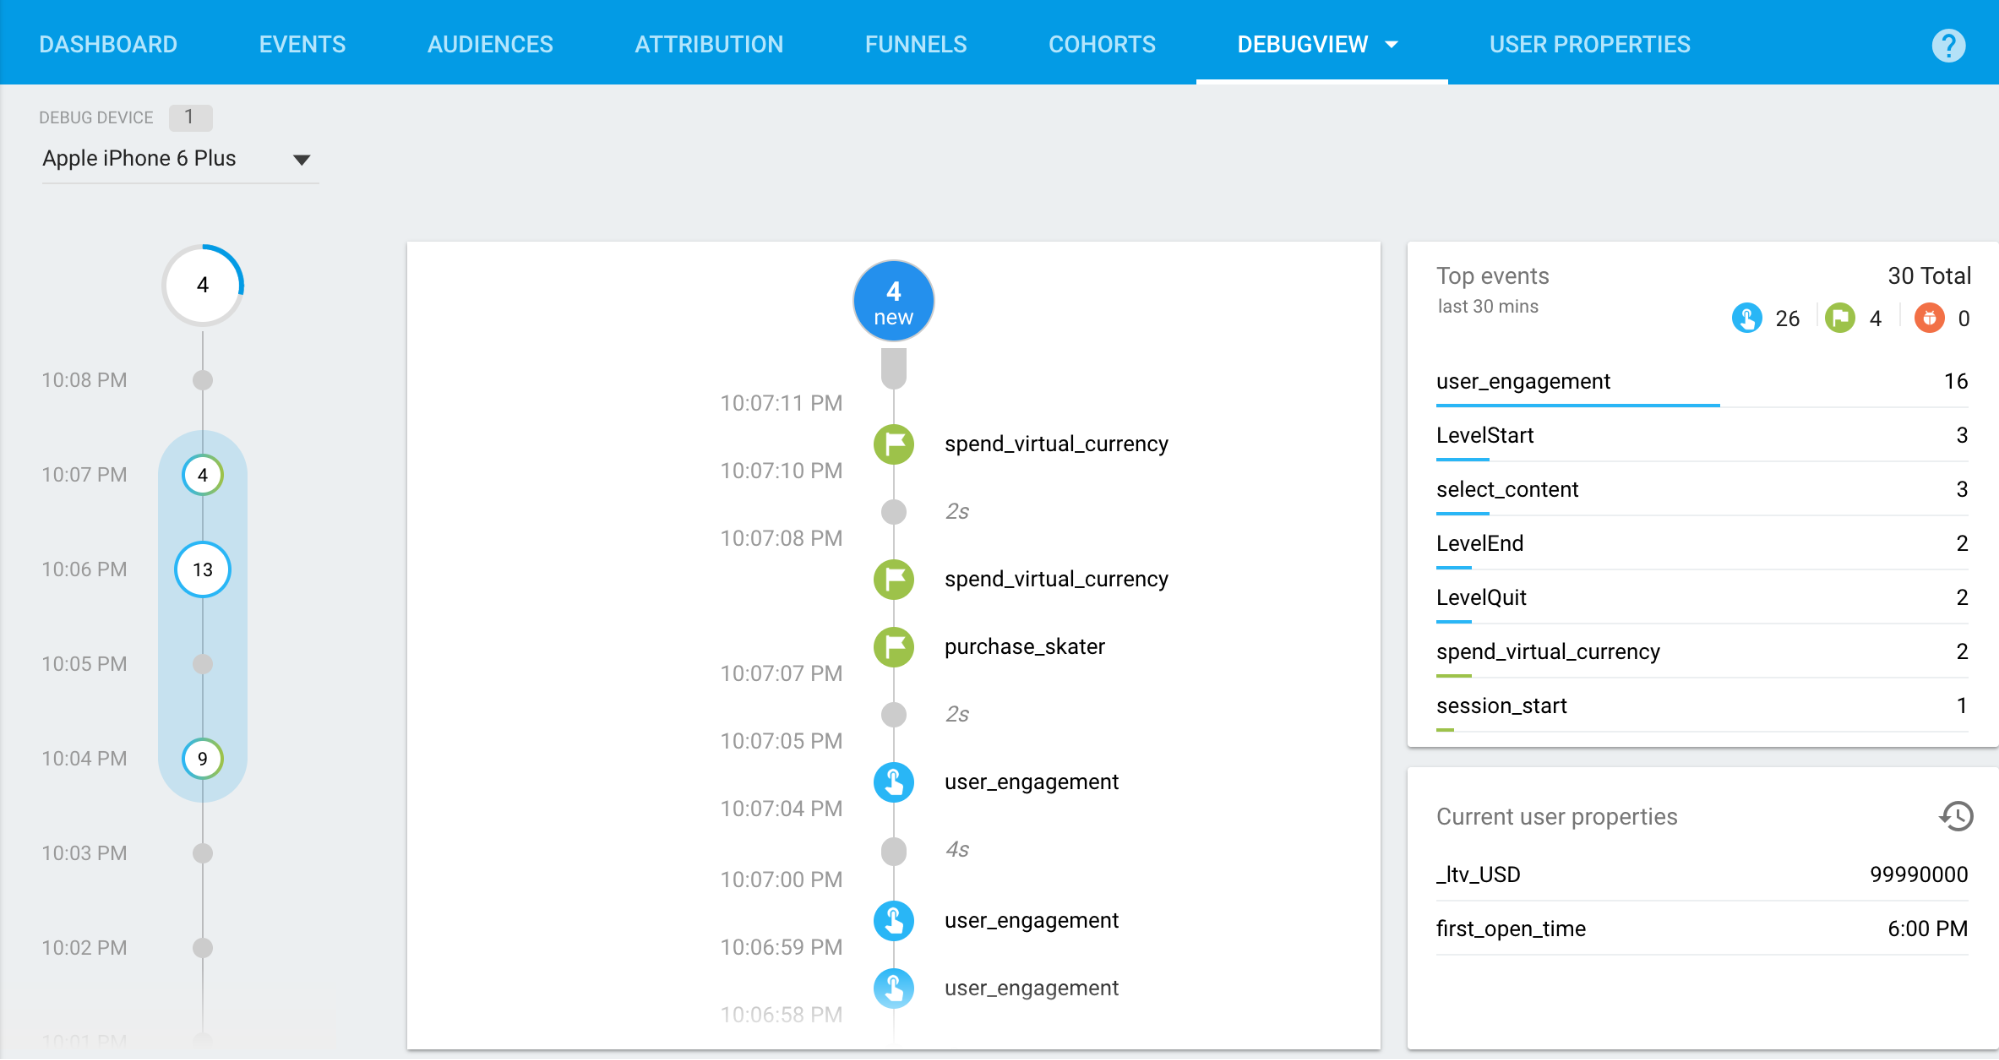 DASHBOARD EVENTS AUDIENCES ATTRIBUTION FUNNELS COHORTS DEBUGVIEW USER PROPERTIES ?
DEBUG DEVICE 1
Apple iPhone 6 Plus
4
10:08 PM
10:07 PM 4
10:06 PM 13
10:05 PM
10:04 PM 9
10:03 PM
10:02 PM
10:01 PM
4
new
10:07:11 PM
spend_virtual_currency
10:07:10 PM
2s
10:07:08 PM
spend_virtual_currency
purchase_skater
10:07:07 PM
2s
10:07:05 PM
user_engagement
10:07:04 PM
4s
10:07:00 PM
user_engagement
10:06:59 PM
user_engagement
10:06:58 PM
Top events 30 Total
last 30 mins
26 4 0
user_engagement 16
LevelStart 3
select_content 3
LevelEnd 2
LevelQuit 2
spend_virtual_currency 2
session_start 1
Current user properties
_ltv_USD 99990000
first_open_time 6:00 PM